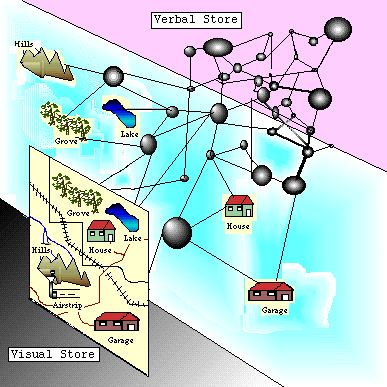 Verbal Store
Hills
Lake
Grove
Grove
Lake
House
House
Hills
Airstrip
Garage
Garage
Visual Store